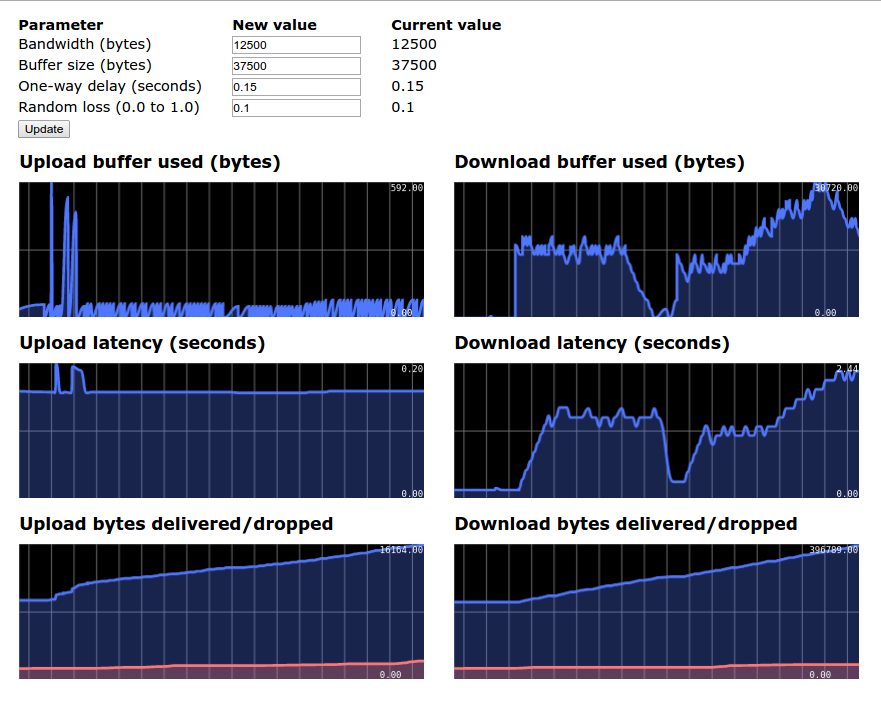 Parameter New value Current value
Bandwidth (bytes) 12500 12500
Buffer size (bytes) 37500 37500
One-way delay (seconds) 0.15 0.15
Random loss (0.0 to 1.0) 0.1 0.1
Update
Upload buffer used (bytes) Download buffer used (bytes)
592.00 30720.00
0.00 0.00
Upload latency (seconds) Download latency (seconds)
0.20 2.44
0.00 0.00
Upload bytes delivered/dropped Download bytes delivered/dropped
16164.00 396789.00
0.00 0.00